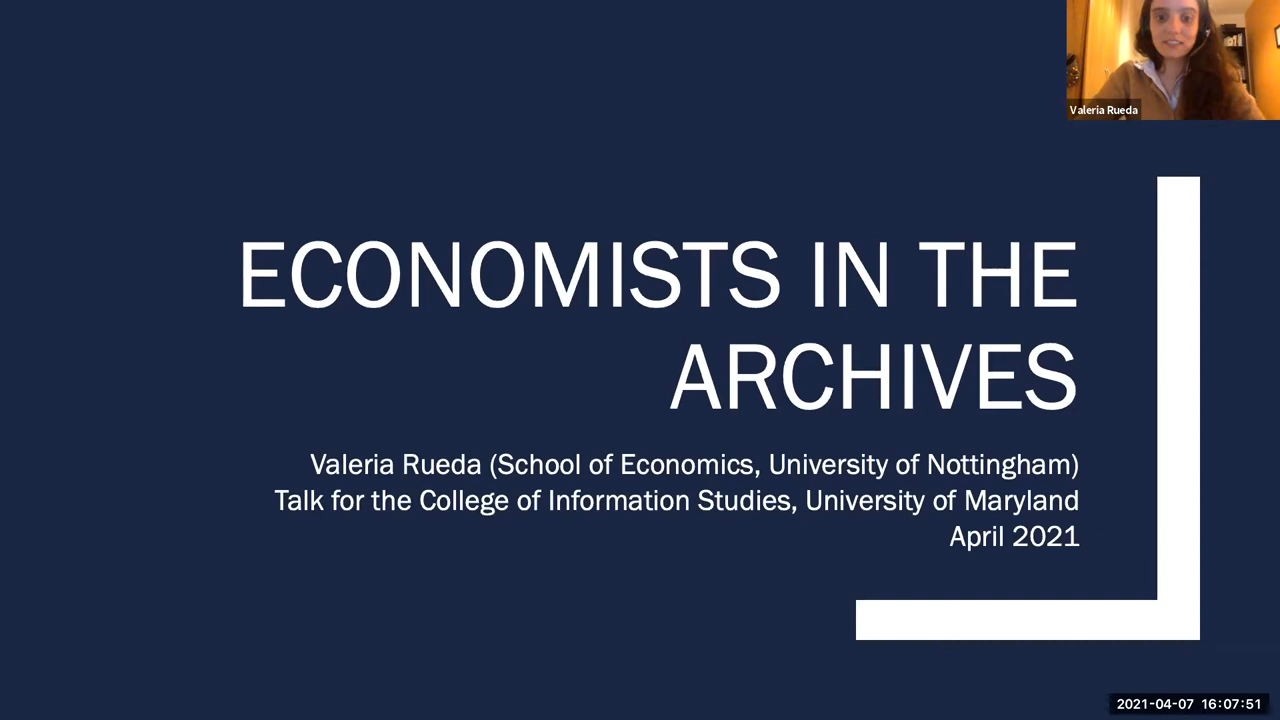 Valeria Rueda
ECONOMISTS IN THE
ARCHIVES
Valeria Rueda (School of Economics, University of Nottingham)
Talk for the College of Information Studies, University of Maryland
April 2021
2021-04-07 16:07:51